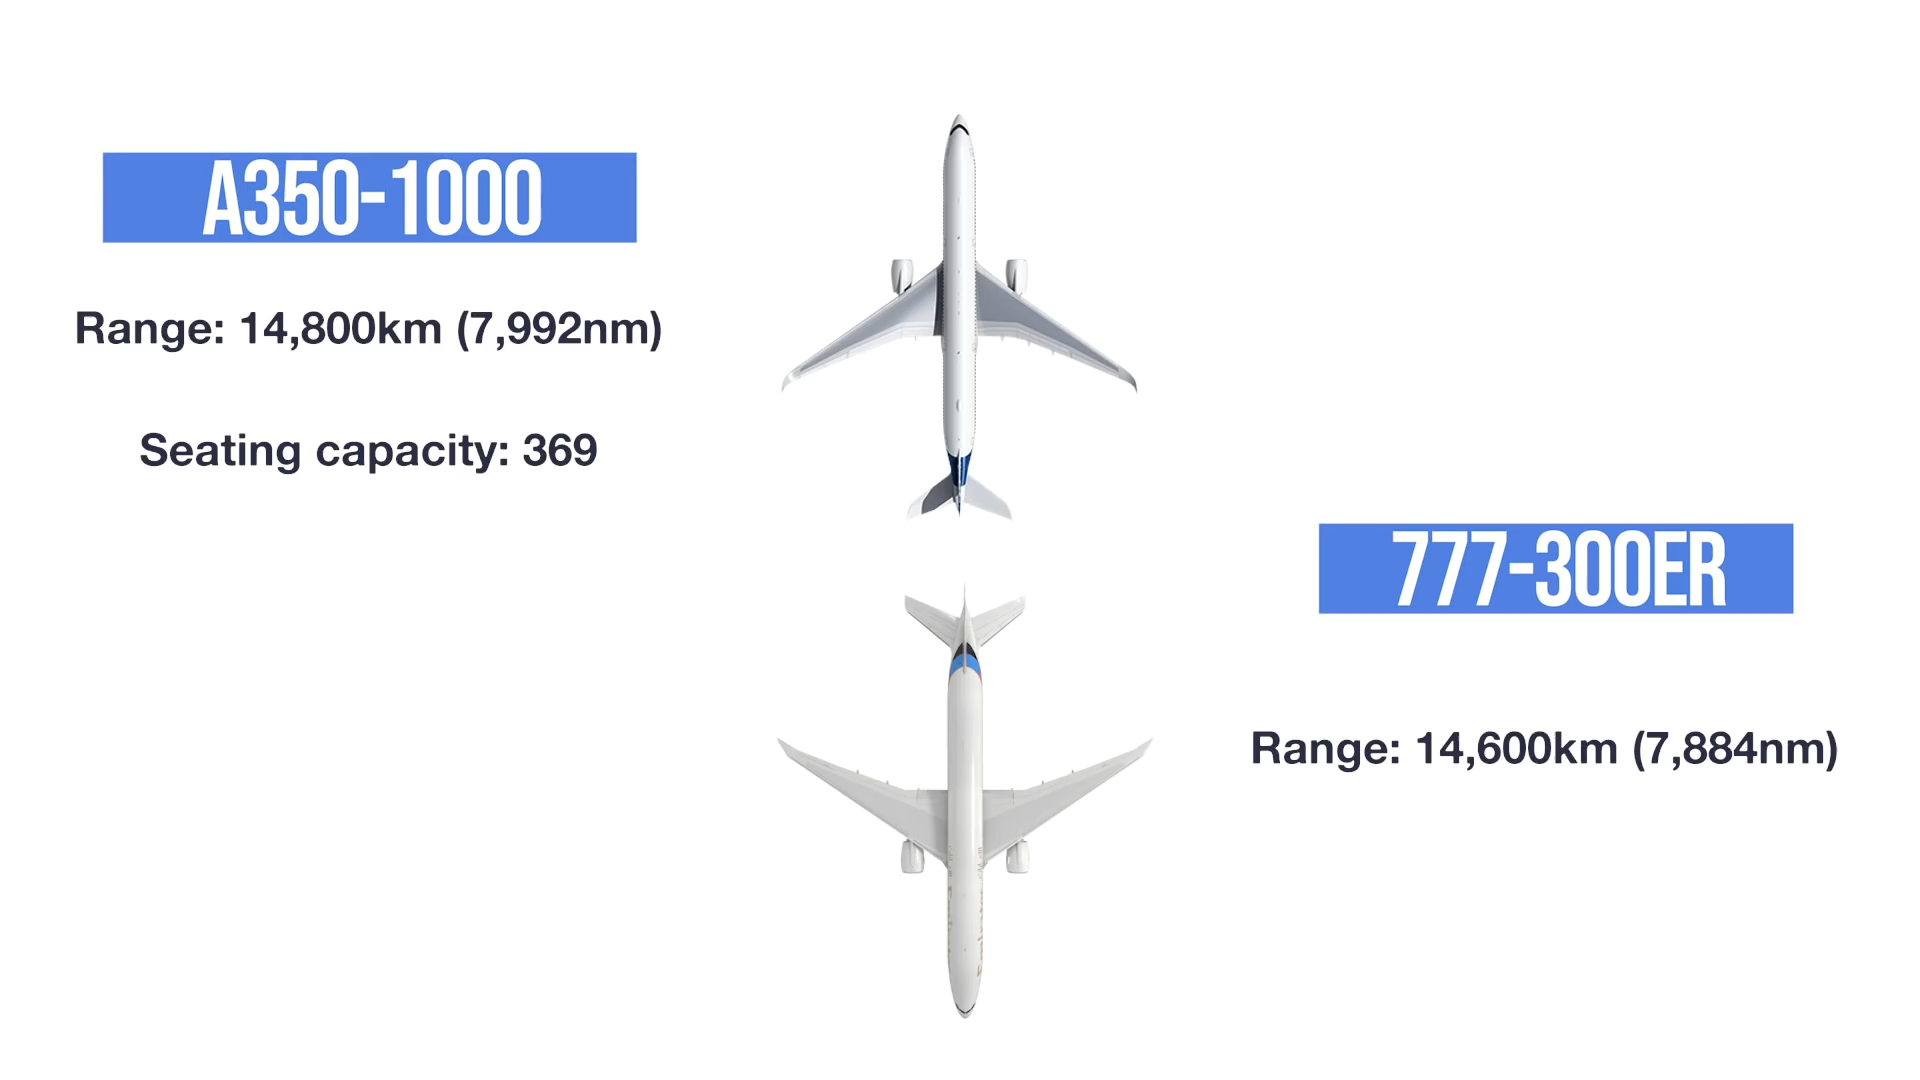 A350-1000
Range: 14,800km (7,992nm)
Seating capacity: 369
777-300ER
Range: 14,600km (7,884nm)